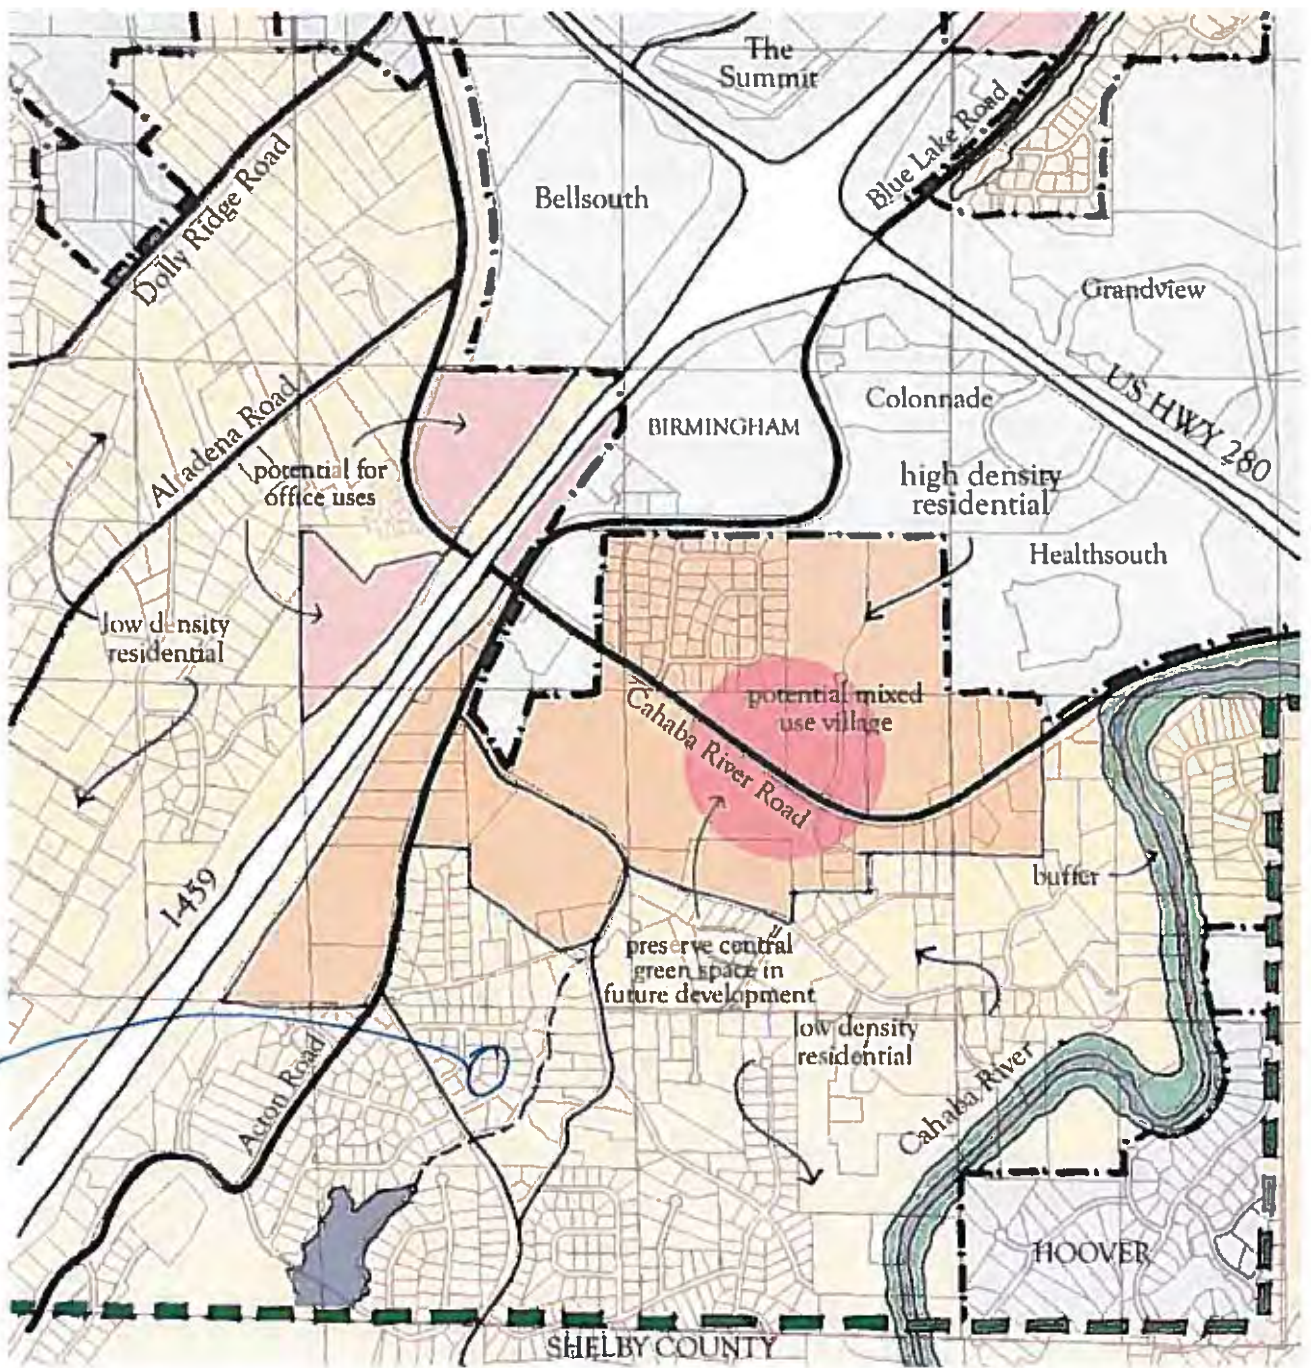 The
Summit
Blue Lake Road
Bellsouth
Dolly Ridge Road
Grandview
US HWY 280
Colonnade
BIRMINGHAM
Altadena Road
potential for
office uses
high density
residential
Healthsouth
low density
residential
potential mixed
use village
Cahaba River Road
I-459
buffer
preserve central
green space in
future development
low density
residential
Cahaba River
Acton Road
HOOVER
SHELBY COUNTY